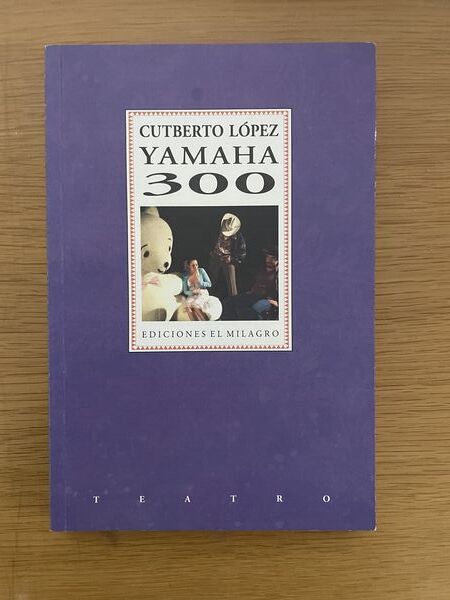 CUTBERTO LÓPEZ
YAMAHA
300
EDICIONES EL MILAGRO
TEATRO